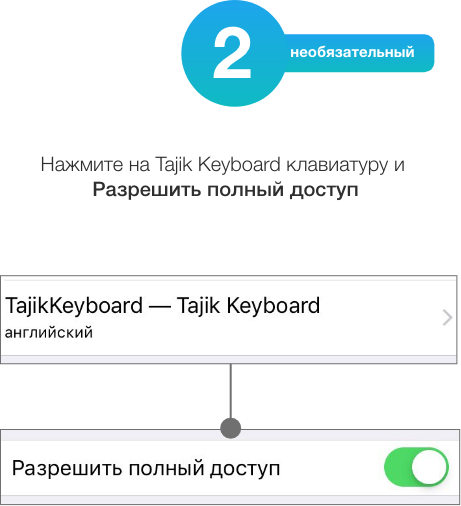 2
необязательный
Нажмите на Tajik Keyboard клавиатуру и
Разрешить полный доступ
TajikKeyboard — Tajik Keyboard
английский
Разрешить полный доступ